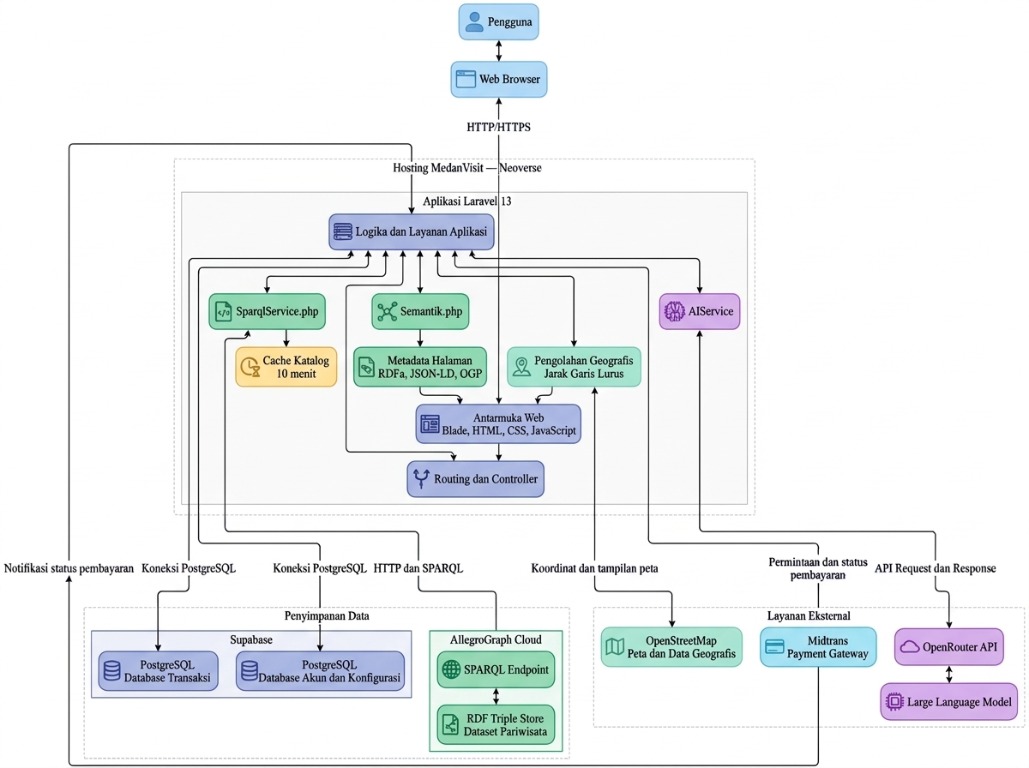 Pengguna
Web Browser
HTTP/HTTPS
Hosting MedanVisit — Neoverse
Aplikasi Laravel 13
Logika dan Layanan Aplikasi
SparqlService.php
Semantik.php
AIService
Cache Katalog
10 menit
Metadata Halaman
RDFa, JSON-LD, OGP
Pengolahan Geografis
Jarak Garis Lurus
Antarmuka Web
Blade, HTML, CSS, JavaScript
Routing dan Controller
Notifikasi status pembayaran
Koneksi PostgreSQL
Koneksi PostgreSQL
HTTP dan SPARQL
Koordinat dan tampilan peta
Permintaan dan status
pembayaran
API Request dan Response
Penyimpanan Data
Supabase
PostgreSQL
Database Transaksi
PostgreSQL
Database Akun dan Konfigurasi
AllegroGraph Cloud
SPARQL Endpoint
RDF Triple Store
Dataset Pariwisata
Layanan Eksternal
OpenStreetMap
Peta dan Data Geografis
Midtrans
Payment Gateway
OpenRouter API
Large Language Model